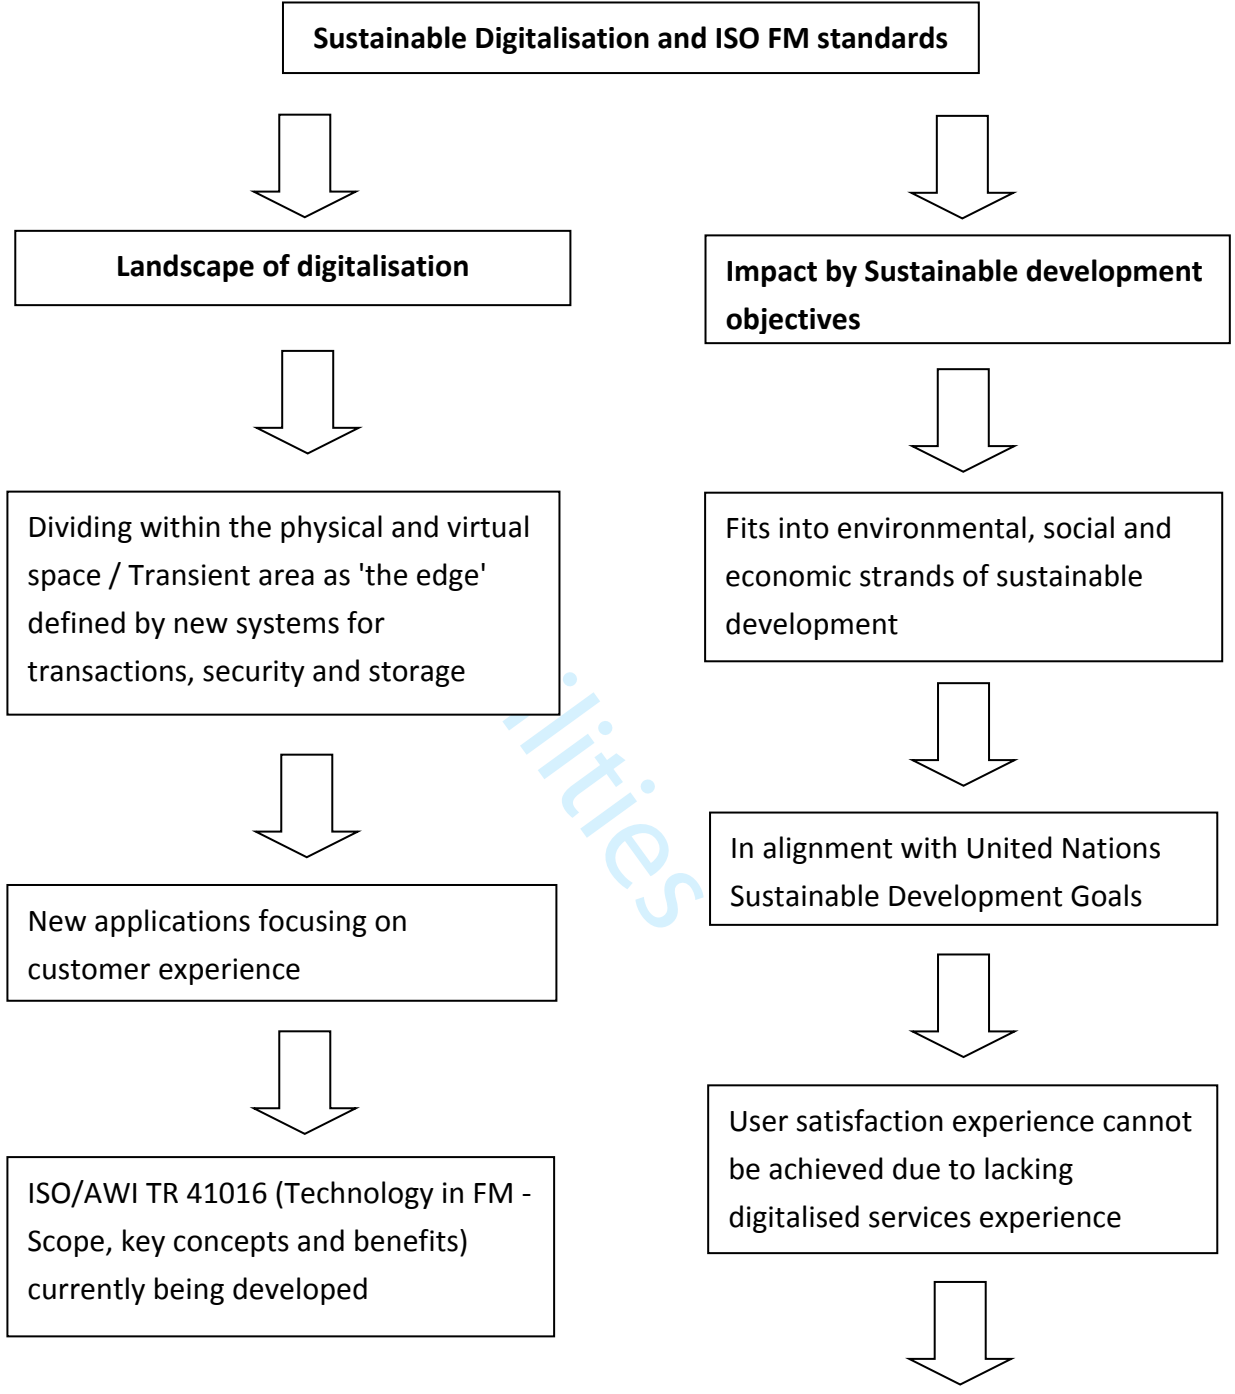 Sustainable Digitalisation and ISO FM standards
Landscape of digitalisation
Dividing within the physical and virtual
space / Transient area as 'the edge'
defined by new systems for
transactions, security and storage
New applications focusing on
customer experience
ISO/AWI TR 41016 (Technology in FM -
Scope, key concepts and benefits)
currently being developed
Impact by Sustainable development
objectives
Fits into environmental, social and
economic strands of sustainable
development
In alignment with United Nations
Sustainable Development Goals
User satisfaction experience cannot
be achieved due to lacking
digitalised services experience
ilities